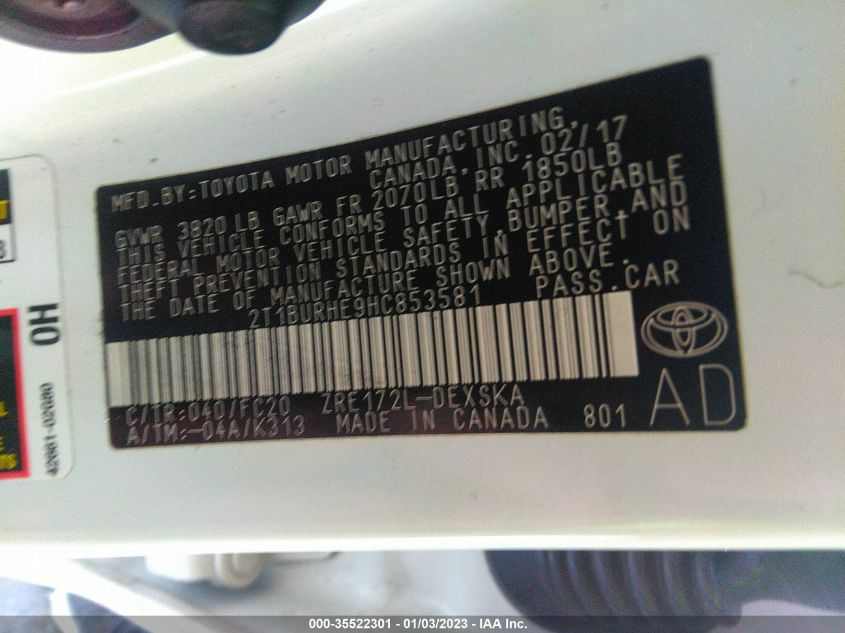 MFD.BY:TOYOTA MOTOR MANUFACTURING,
CANADA,INC. 02/17
GVWR 3820 LB GAWR FR 2070LB RR 1850LB
THIS VEHICLE CONFORMS TO ALL APPLICABLE
FEDERAL MOTOR VEHICLE SAFETY,BUMPER AND
THEFT PREVENTION STANDARDS IN EFFECT ON
THE DATE OF MANUFACTURE SHOWN ABOVE.
2T1BURHE9HC853581 PASS.CAR
C/TR:040/FC20 ZRE172L-DEXSKA
A/TM:-04A/K313 MADE IN CANADA 801
AD
OH
42661-02680
000-35522301 - 01/03/2023 - IAA Inc.